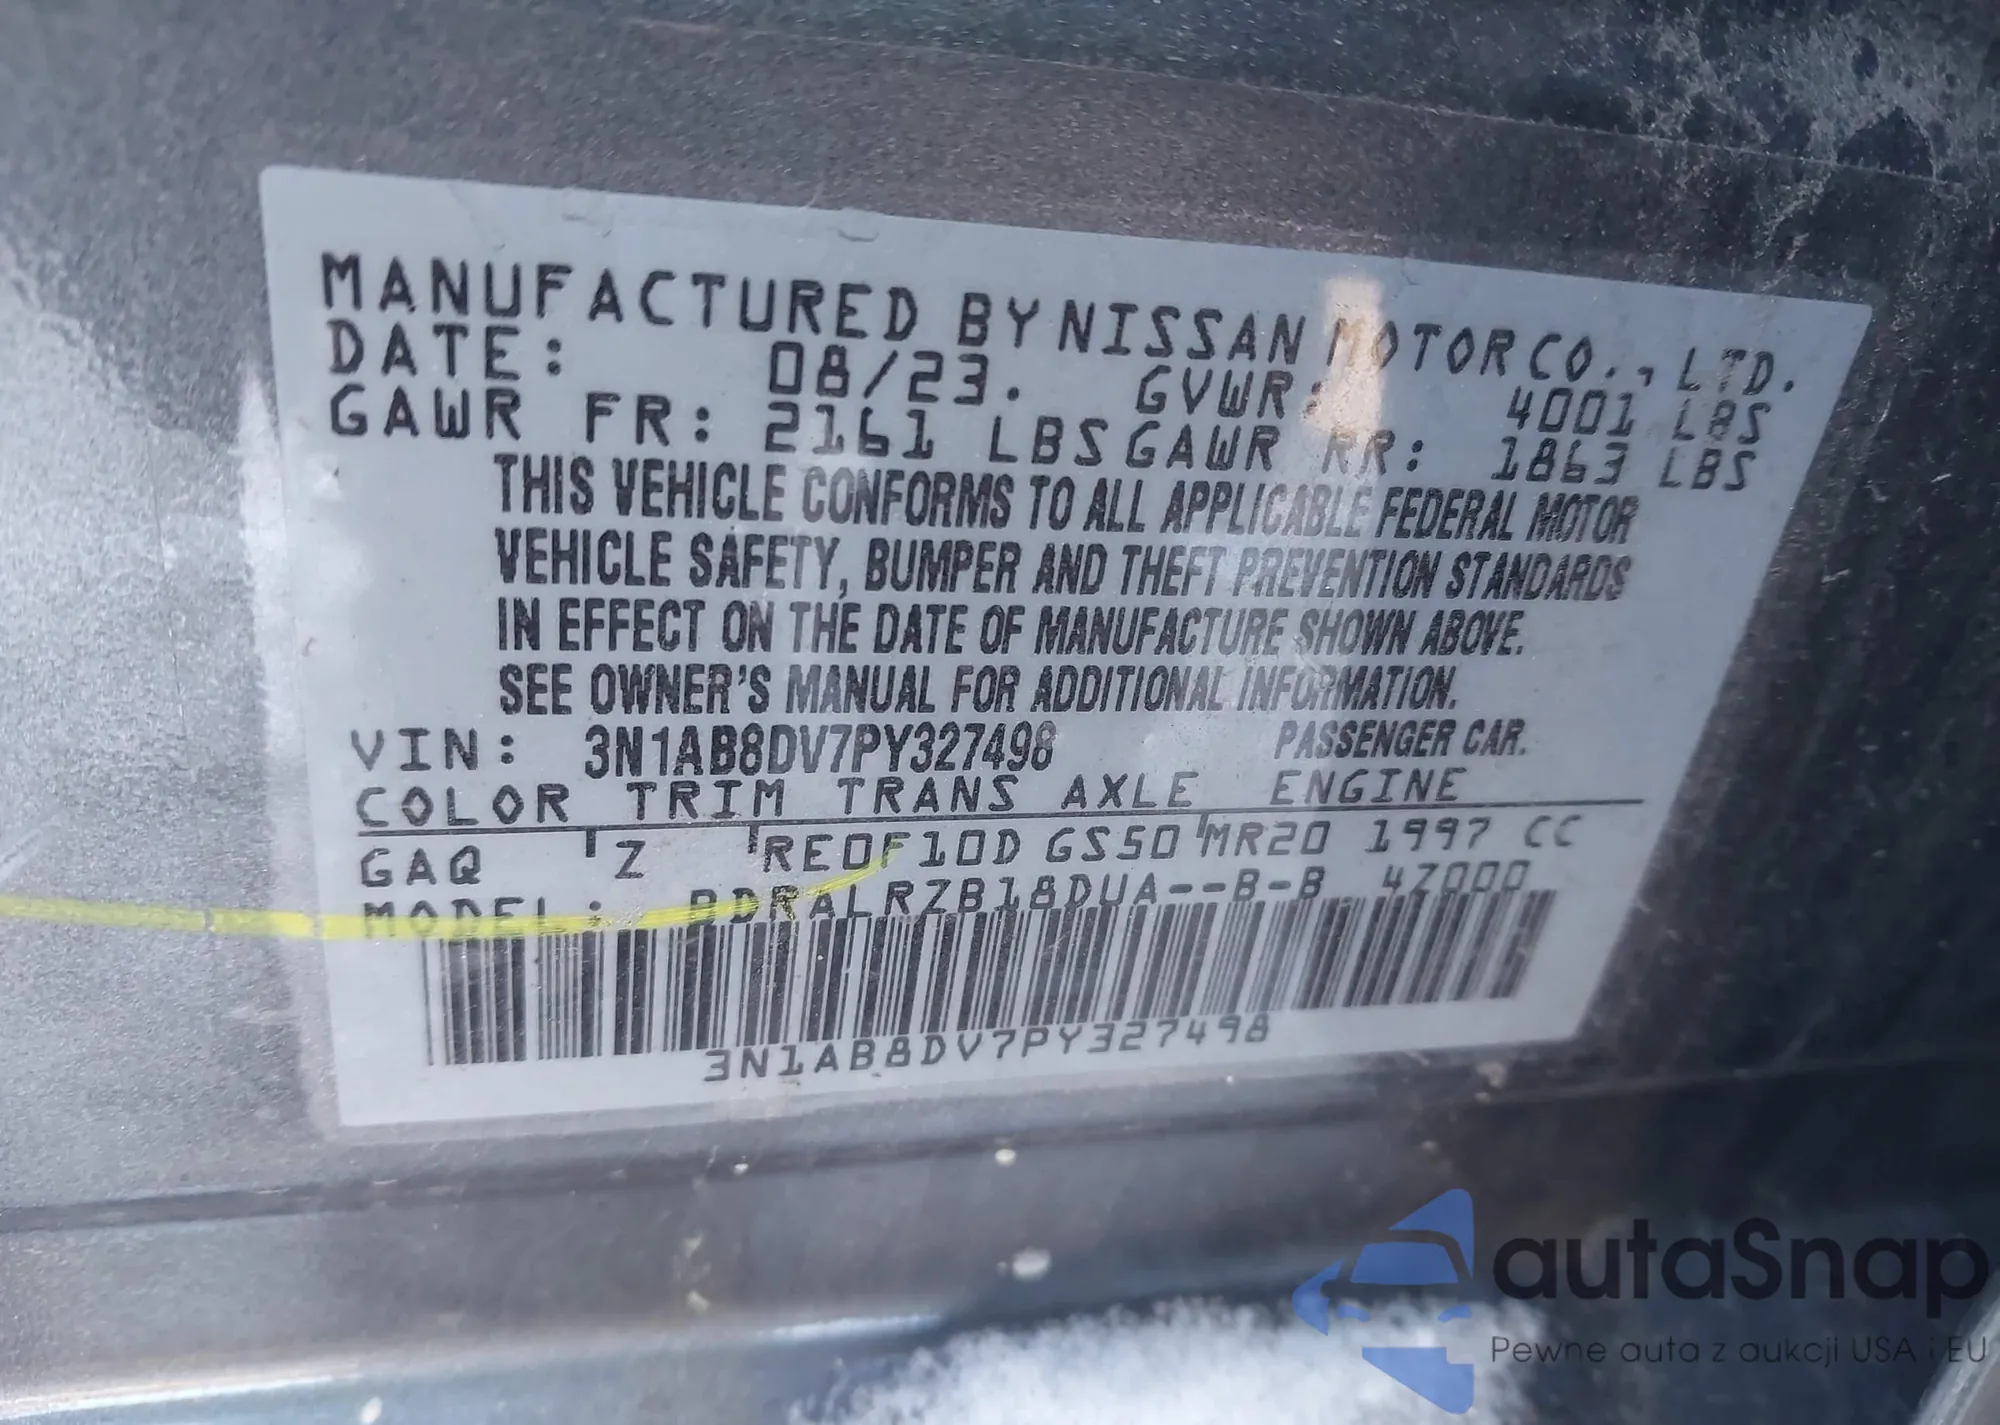 MANUFACTURED BY NISSAN MOTOR CO., LTD.
DATE: 08/23. GVWR: 4001 LBS
GAWR FR: 2161 LBS GAWR RR: 1863 LBS
THIS VEHICLE CONFORMS TO ALL APPLICABLE FEDERAL MOTOR
VEHICLE SAFETY, BUMPER AND THEFT PREVENTION STANDARDS
IN EFFECT ON THE DATE OF MANUFACTURE SHOWN ABOVE.
SEE OWNER'S MANUAL FOR ADDITIONAL INFORMATION.
VIN: 3N1AB8DV7PY327498 PASSENGER CAR.
COLOR TRIM TRANS AXLE ENGINE
GAQ Z RE0F10D GS50 MR20 1997 CC
MODEL: BDRALRZB18DUA--B-B 47000
3N1AB8DV7PY327498
autaSnap
Pewne auta z aukcji USA i EU